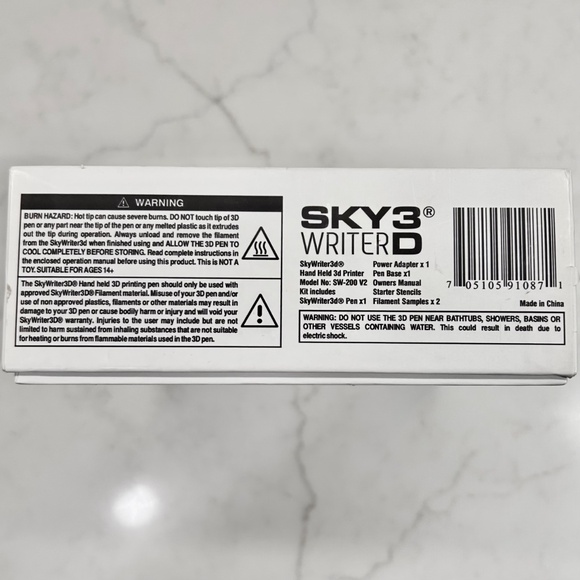 WARNING
BURN HAZARD: Hot tip can cause severe burns. DO NOT touch tip of 3D
pen or any part near the tip of the pen or any melted plastic as it extrudes
out the tip during operation. Always unload and remove the filament
from the SkyWriter3d when finished using and ALLOW THE 3D PEN TO
COOL COMPLETELY BEFORE STORING. Read complete instructions in
the enclosed operation manual before using this product. This is NOT A
TOY. SUITABLE FOR AGES 14+
The SkyWriter3D® Hand held 3D printing pen should only be used with
approved SkyWriter3D® Filament material. Misuse of your 3D pen and/or
use of non approved plastics, filaments or other materials may result in
damage to your 3D pen or cause bodily harm or injury and will void your
SkyWriter3D® warranty. Injuries to the user may include but are not
limited to harm sustained from inhaling substances that are not suitable
for heating or burns from flammable materials used in the 3D pen.
SKY3®
WRITERD
SkyWriter3d®
Hand Held 3d Printer
Model No: SW-200 V2
Kit includes
SkyWriter3d® Pen x1
Power Adapter x 1
Pen Base x1
Owners Manual
Starter Stencils
Filament Samples x 2
7 05105 91087 1
Made in China
WARNING: DO NOT USE THE 3D PEN NEAR BATHTUBS, SHOWERS, BASINS OR
OTHER VESSELS CONTAINING WATER. This could result in death due to
electric shock.